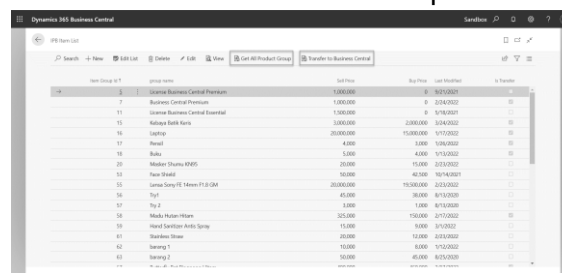 Dynamics 365 Business Central
Sandbox
IPB Item List
Search + New Edit List Delete Edit View Get All Product Group Transfer to Business Central
Item Group Id ↑ group name Sell Price Buy Price Last Modified Is Transfer
→ 5 License Business Central Premium 1,000,000 0 9/21/2021
7 Business Central Premium 1,000,000 0 2/24/2022
11 License Business Central Essential 1,500,000 0 5/18/2021
15 Kebaya Batik Keris 3,000,000 2,000,000 3/24/2022
16 Laptop 20,000,000 15,000,000 1/17/2022
17 Pensil 4,000 3,000 1/26/2022
18 Buku 5,000 4,000 1/13/2022
20 Masker Shuma KN95 20,000 15,000 2/23/2022
53 Face Shield 50,000 42,500 10/14/2021
55 Lensa Sony FE 14mm F1.8 GM 20,000,000 19,500,000 2/23/2022
56 Try1 45,000 36,000 8/13/2020
57 Try 2 3,000 1,000 8/13/2020
58 Madu Hutan Hitam 325,000 150,000 2/17/2022
59 Hand Sanitizer Antis Spray 15,000 9,000 3/1/2022
61 Stainless Straw 20,000 12,000 2/23/2022
62 barang 1 10,000 8,000 1/12/2022
63 barang 2 50,000 45,000 8/25/2020